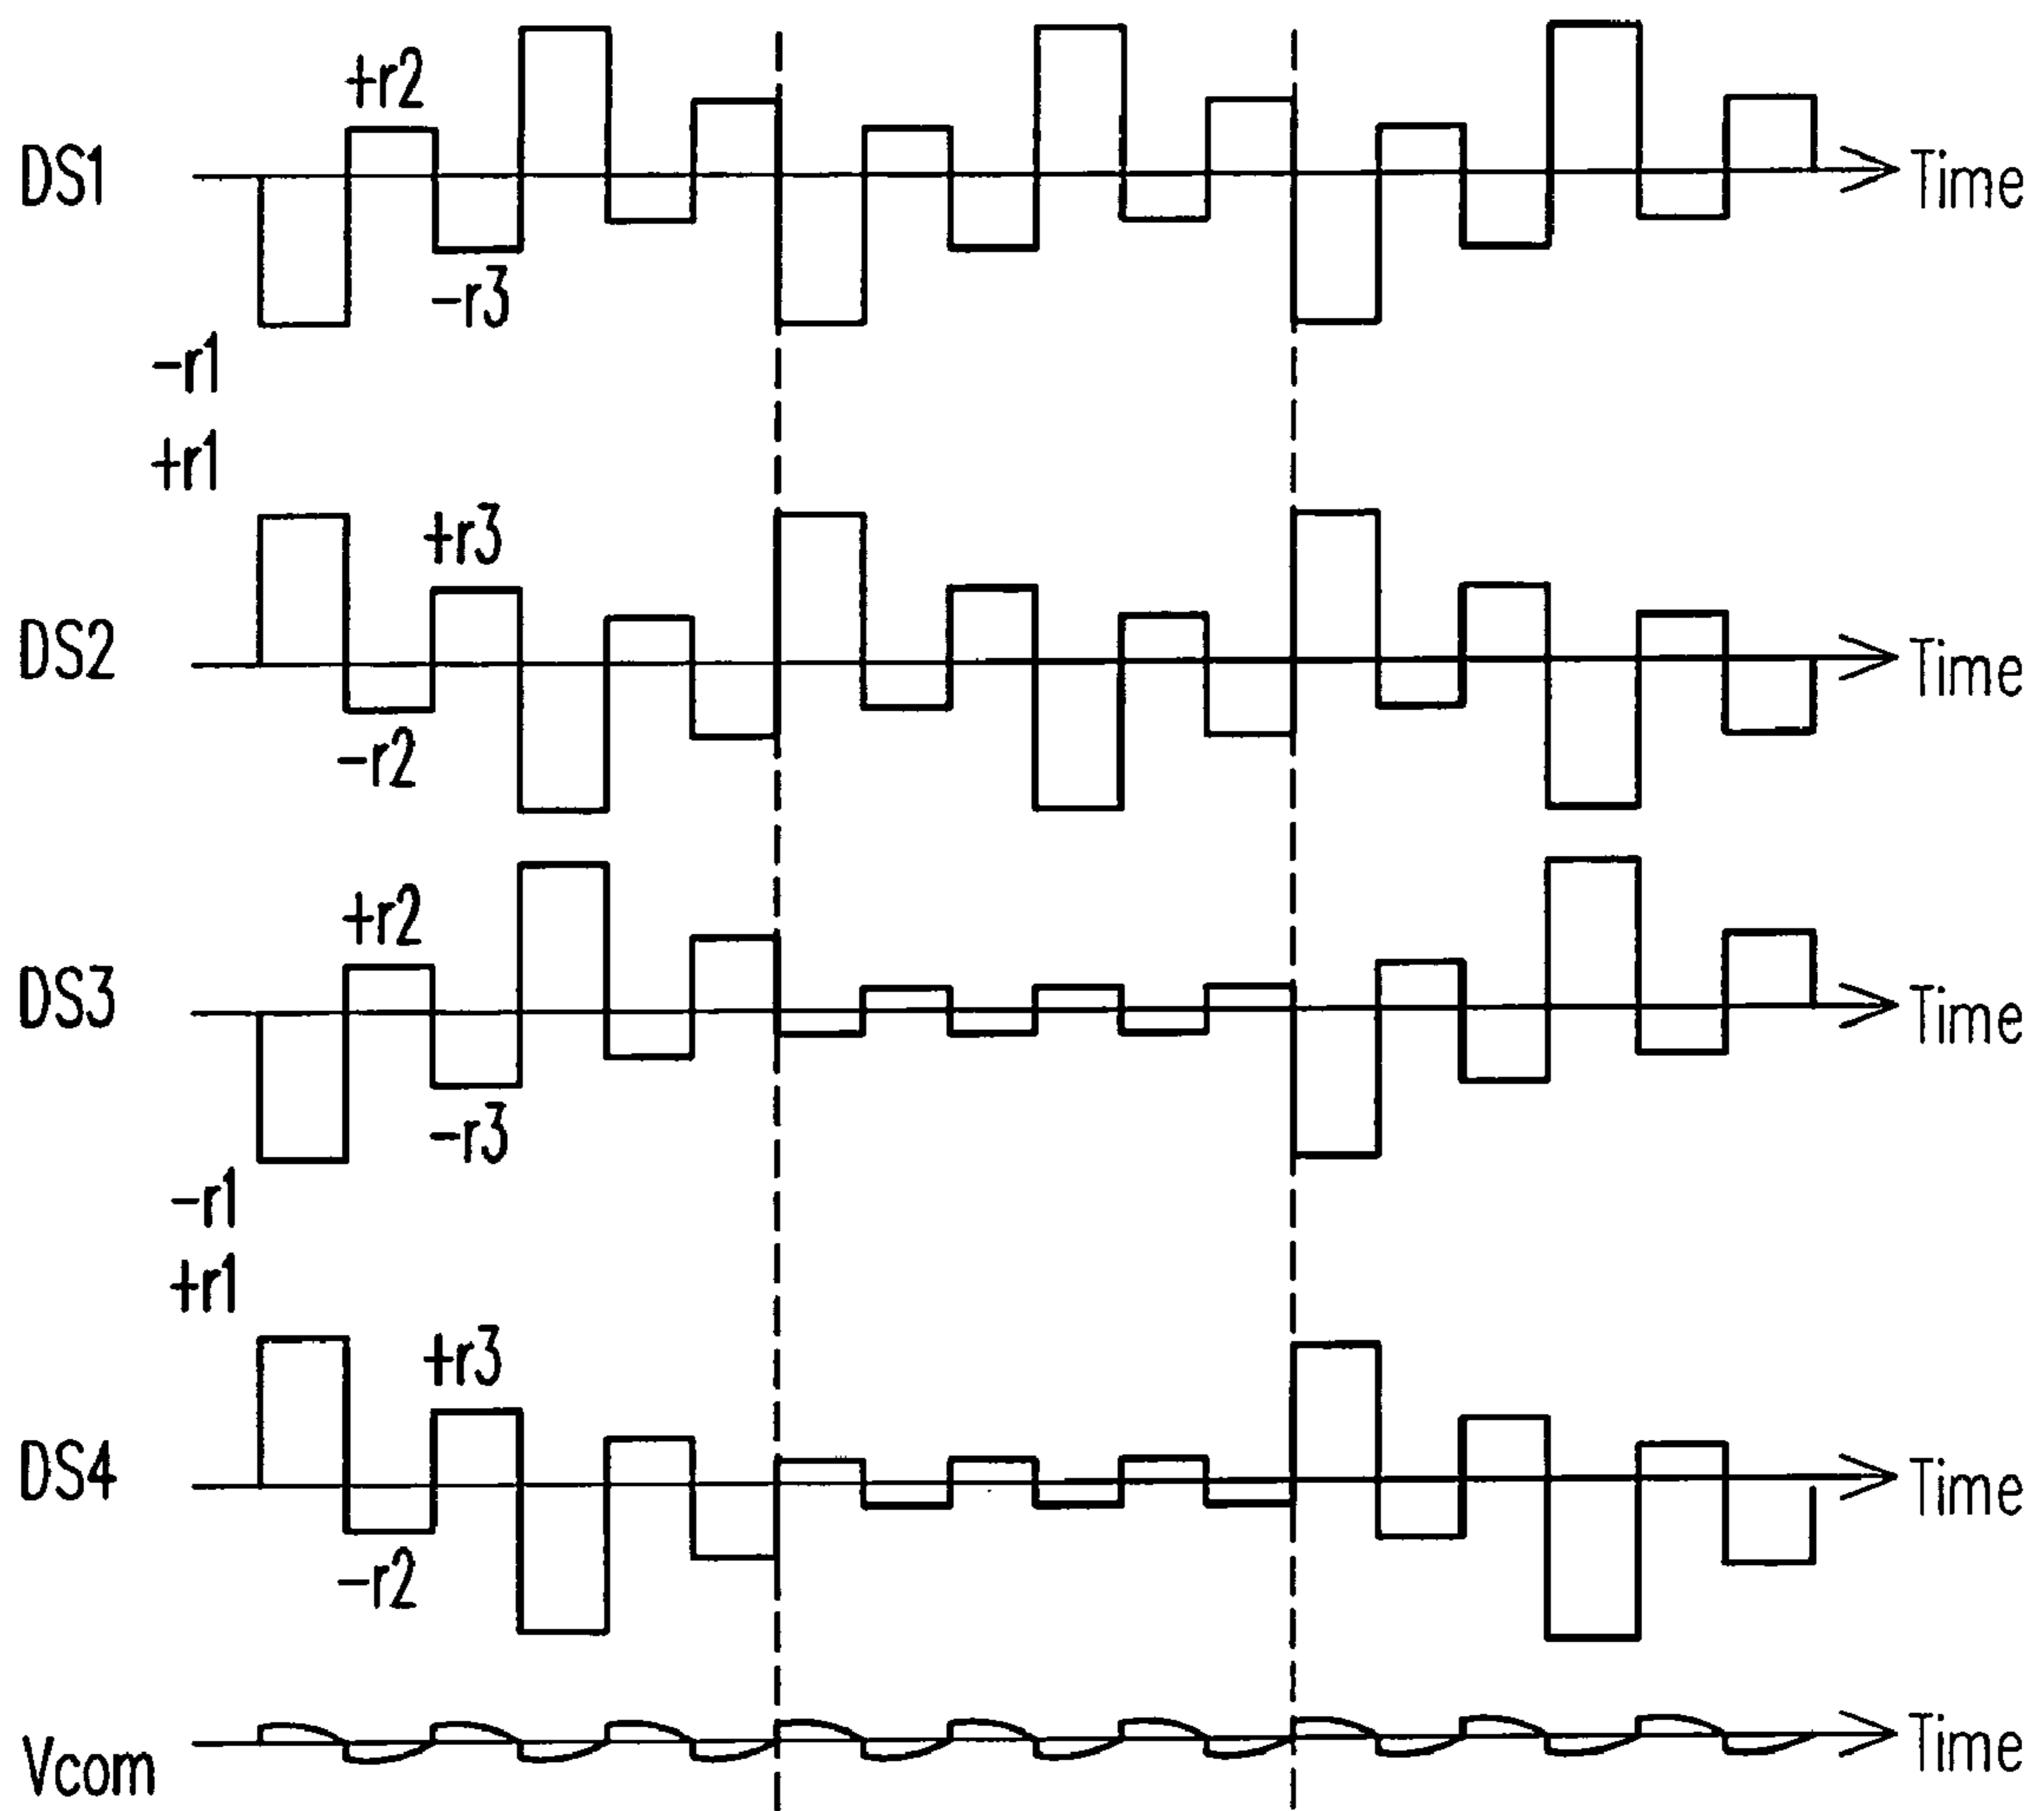 +r2
DS1
Time
-r3
-r1
+r1
+r3
DS2
Time
-r2
+r2
DS3
Time
-r3
-r1
+r1
+r3
DS4
Time
-r2
Vcom
Time